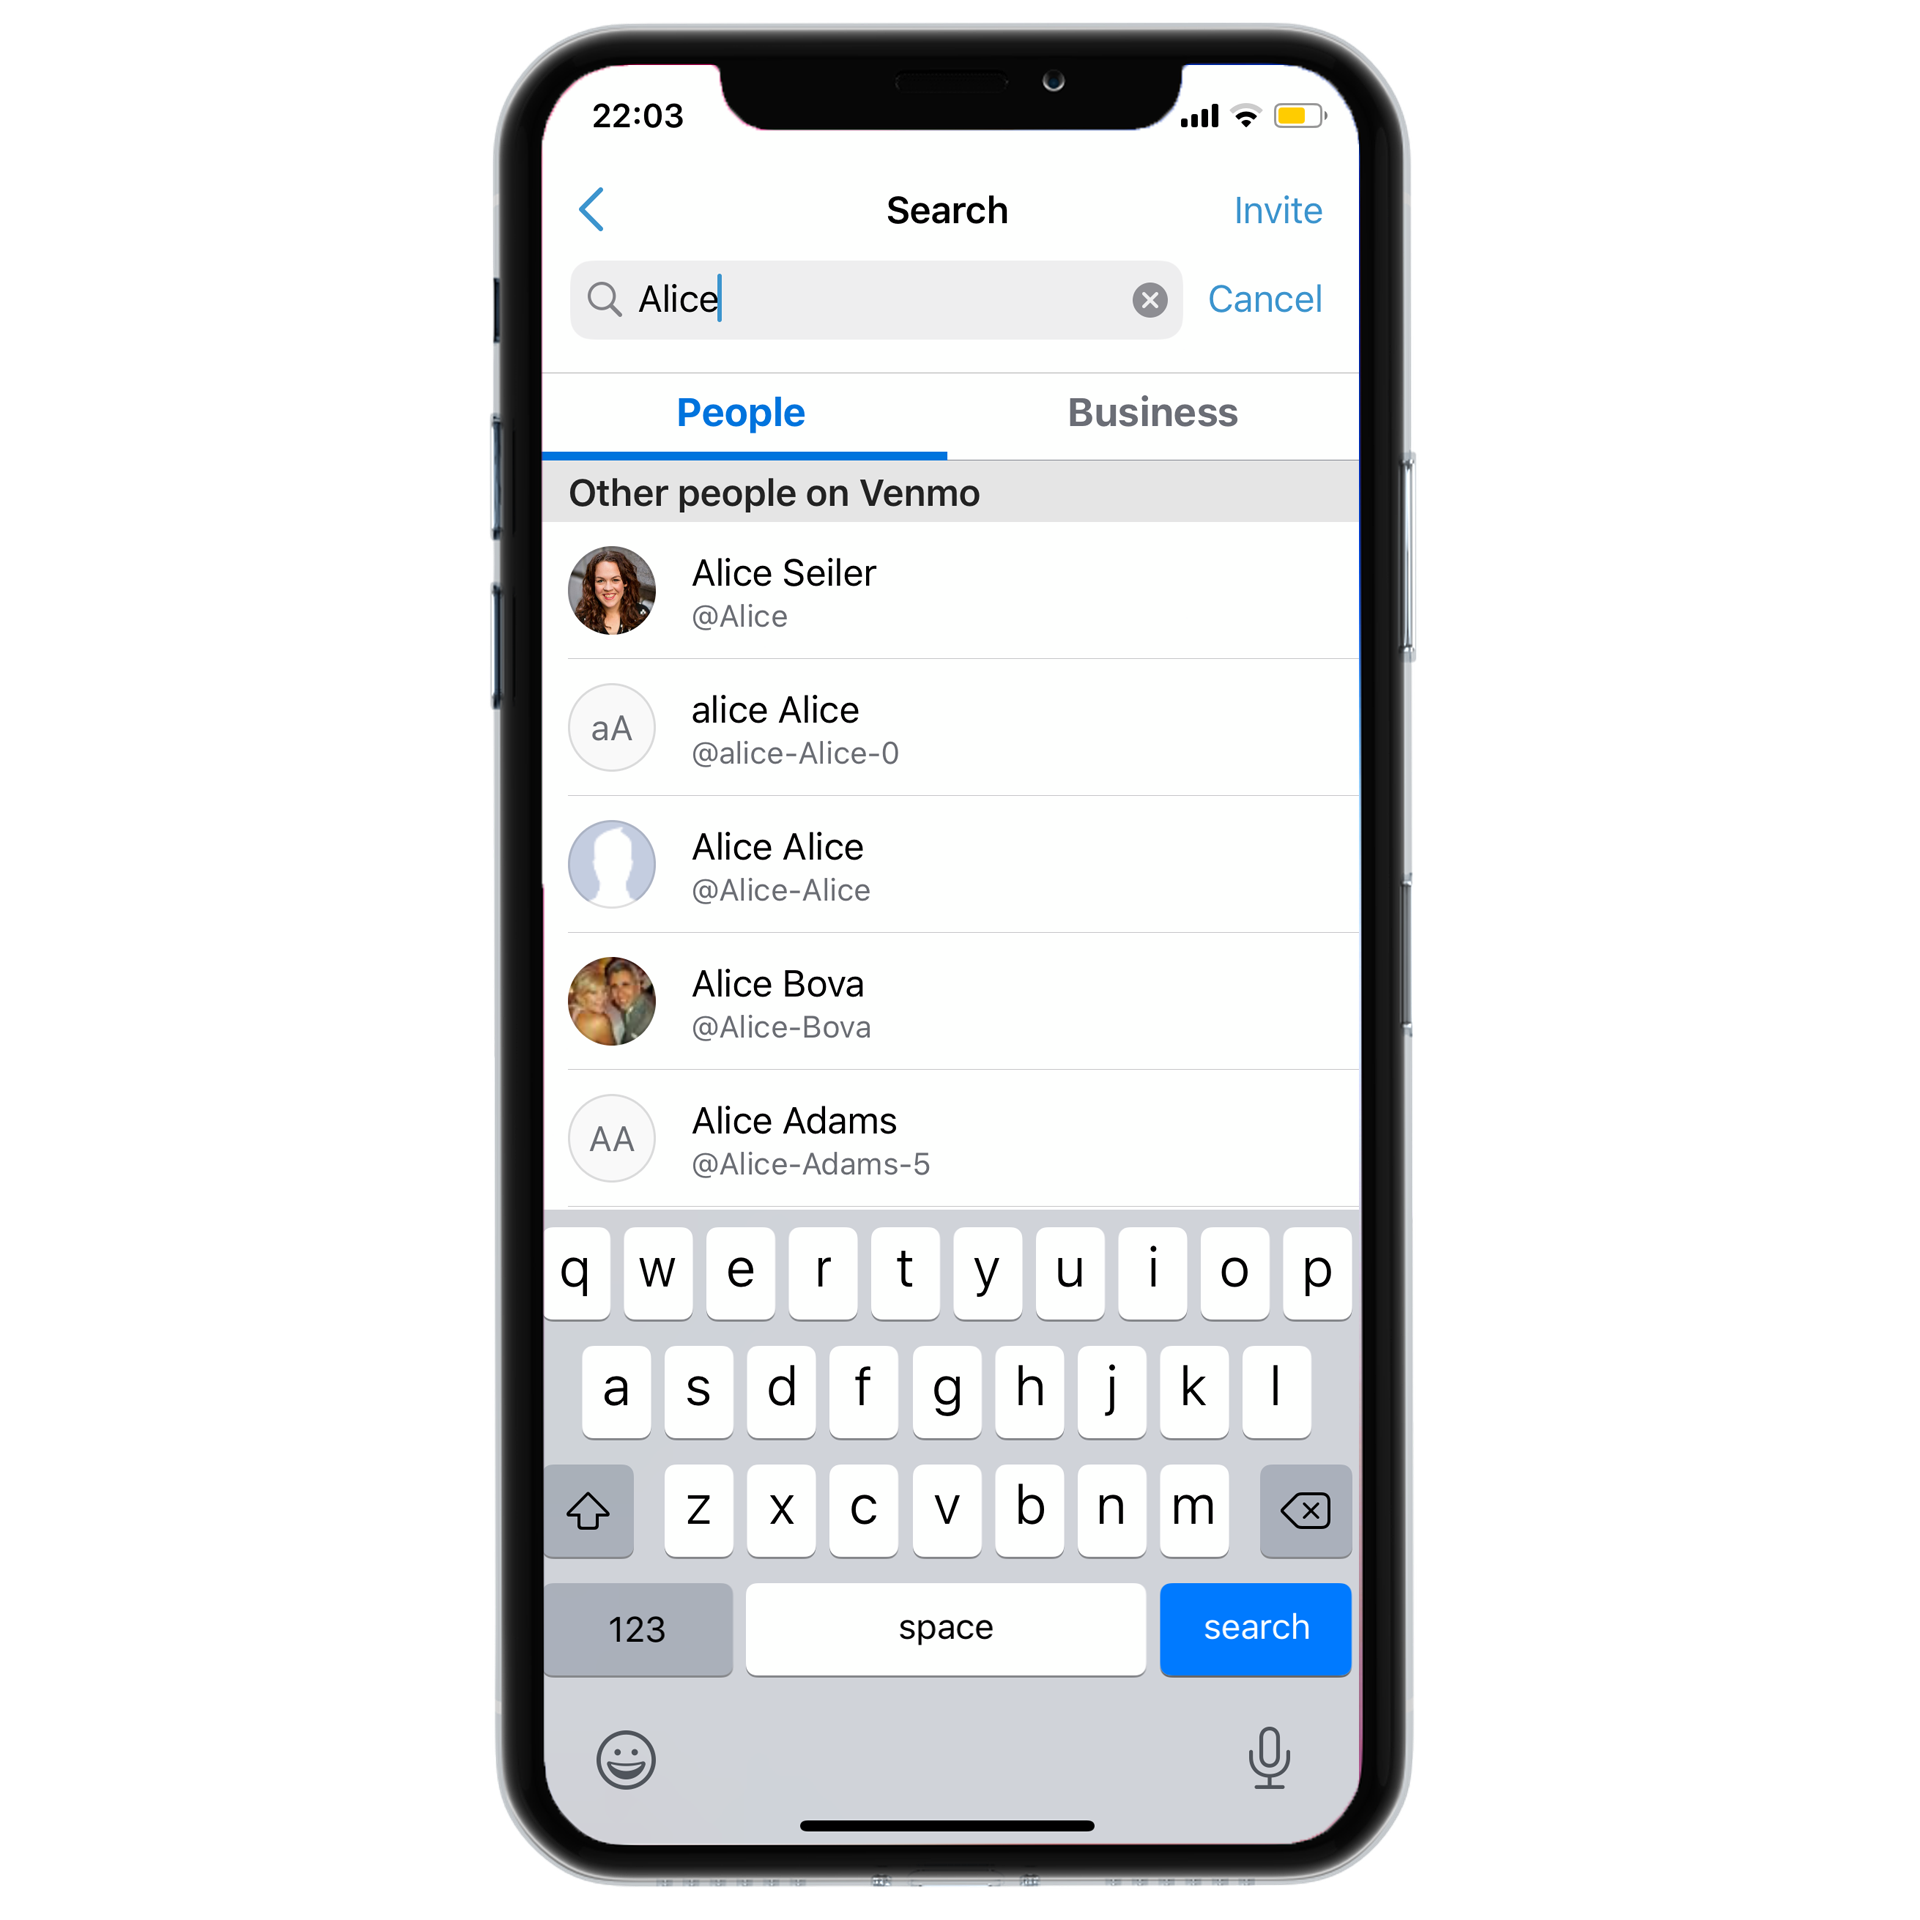 22:03
Search
Invite
Alice
Cancel
People
Business
Other people on Venmo
Alice Seiler
@Alice
aA
alice Alice
@alice-Alice-0
Alice Alice
@Alice-Alice
Alice Bova
@Alice-Bova
AA
Alice Adams
@Alice-Adams-5
q w e r t y u i o p
a s d f g h j k l
z x c v b n m
123 space search